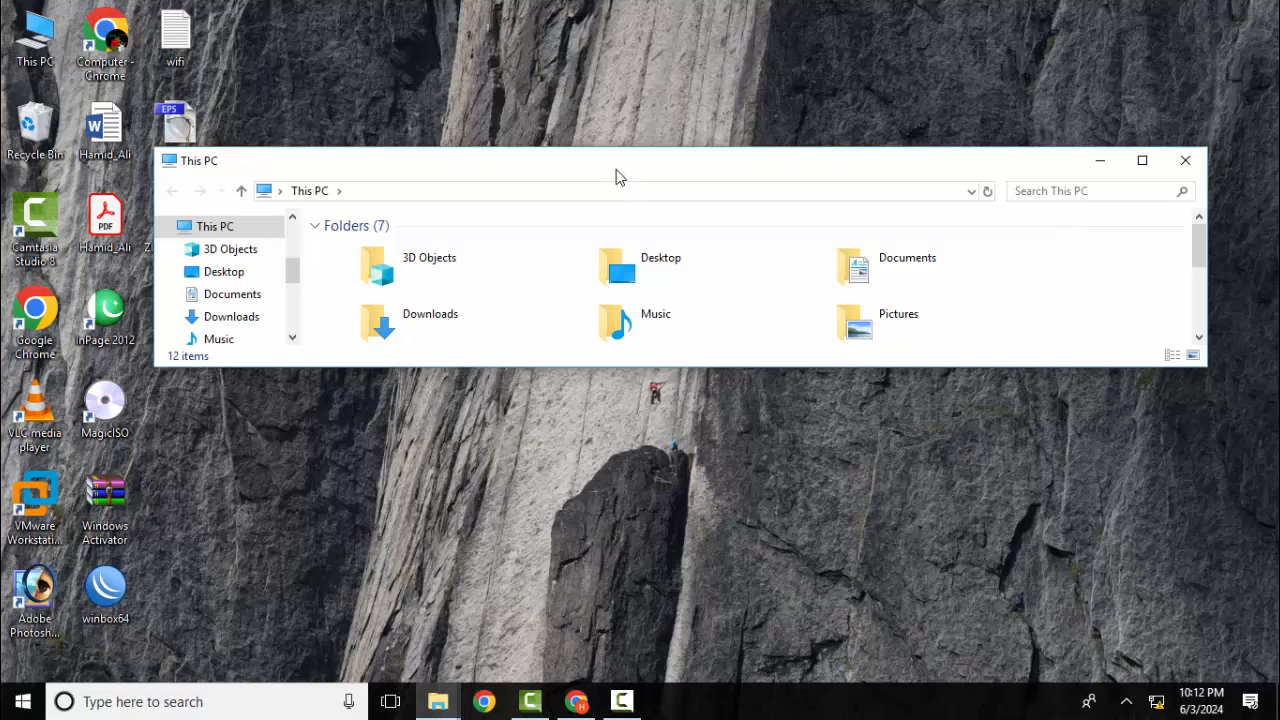 This PC
Computer -
Chrome
wifi
EPS
Recycle Bin
Hamid_Ali
Camtasia
Studio 8
PDF
Hamid_Ali
Google
Chrome
InPage 2012
VLC media
player
MagicISO
VMware
Workstati...
Windows
Activator
Adobe
Photosh...
winbox64
This PC
This PC
Search This PC
This PC
3D Objects
Desktop
Documents
Downloads
Music
Folders (7)
3D Objects
Desktop
Documents
Downloads
Music
Pictures
12 items
Type here to search
10:12 PM
6/3/2024